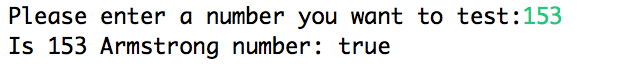 Please enter a number you want to test:153
Is 153 Armstrong number: true